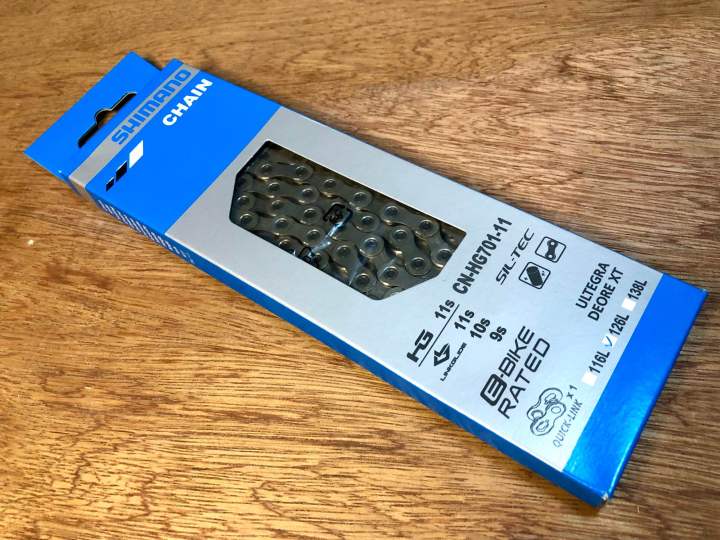 SHIMANO
CHAIN
CN-HG701-11
SIL-TEC
HG 11s
LINKGLIDE 11s
10s
9s
E-BIKE
RATED
QUICK-LINK x1
ULTEGRA
DEORE XT
116L 126L 138L